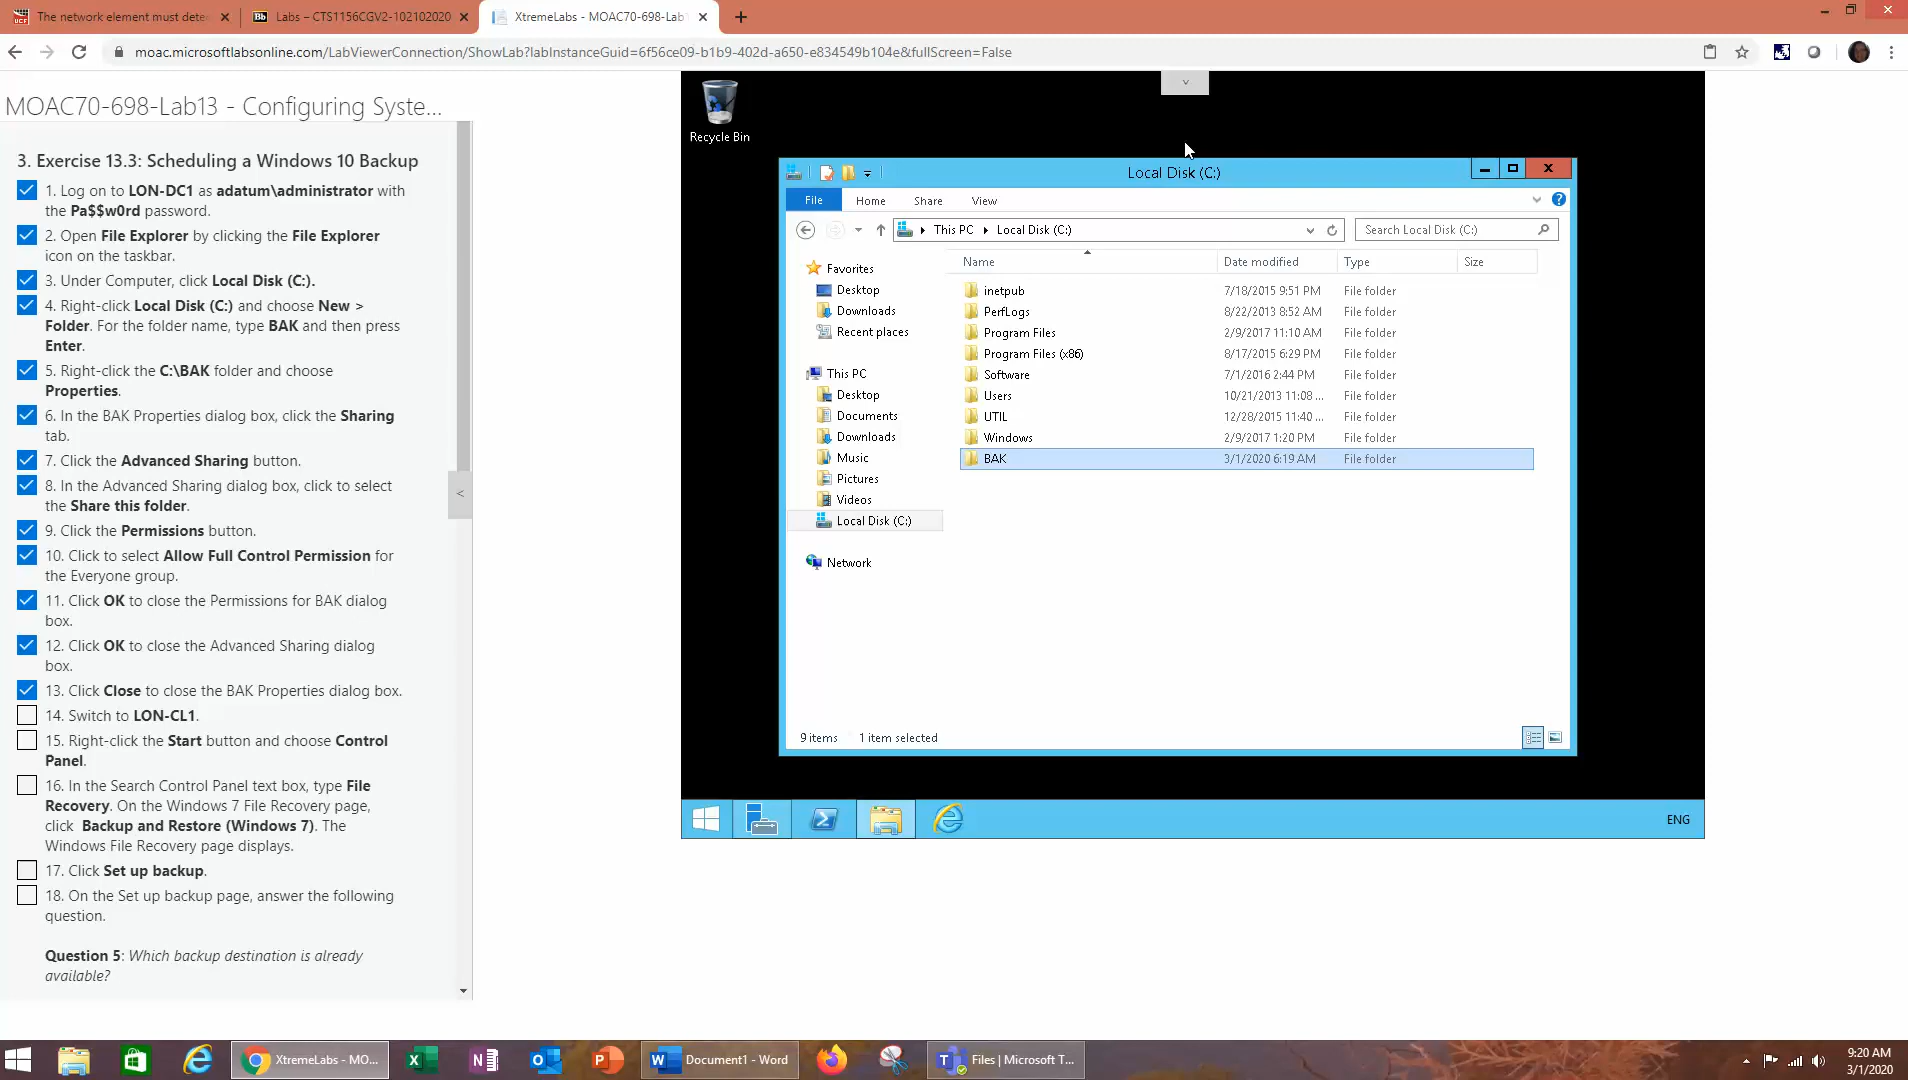 The network element must dete
Labs – CTS1156CGV2-102102020
XtremeLabs - MOAC70-698-Lab1
moac.microsoftlabsonline.com/LabViewerConnection/ShowLab?labInstanceGuid=6f56ce09-b1b9-402d-a650-e834549b104e&fullScreen=False
MOAC70-698-Lab13 - Configuring Syste...
3. Exercise 13.3: Scheduling a Windows 10 Backup
1. Log on to LON-DC1 as adatum\administrator with
the Pa$$w0rd password.
2. Open File Explorer by clicking the File Explorer
icon on the taskbar.
3. Under Computer, click Local Disk (C:).
4. Right-click Local Disk (C:) and choose New >
Folder. For the folder name, type BAK and then press
Enter.
5. Right-click the C:\BAK folder and choose
Properties.
6. In the BAK Properties dialog box, click the Sharing
tab.
7. Click the Advanced Sharing button.
8. In the Advanced Sharing dialog box, click to select
the Share this folder.
9. Click the Permissions button.
10. Click to select Allow Full Control Permission for
the Everyone group.
11. Click OK to close the Permissions for BAK dialog
box.
12. Click OK to close the Advanced Sharing dialog
box.
13. Click Close to close the BAK Properties dialog box.
14. Switch to LON-CL1.
15. Right-click the Start button and choose Control
Panel.
16. In the Search Control Panel text box, type File
Recovery. On the Windows 7 File Recovery page,
click Backup and Restore (Windows 7). The
Windows File Recovery page displays.
17. Click Set up backup.
18. On the Set up backup page, answer the following
question.
Question 5: Which backup destination is already
available?
Recycle Bin
Local Disk (C:)
File Home Share View
This PC Local Disk (C:) Search Local Disk (C:)
Name Date modified Type Size
Favorites
Desktop
Downloads
Recent places
This PC
Desktop
Documents
Downloads
Music
Pictures
Videos
Local Disk (C:)
Network
inetpub 7/18/2015 9:51 PM File folder
PerfLogs 8/22/2013 8:52 AM File folder
Program Files 2/9/2017 11:10 AM File folder
Program Files (x86) 8/17/2015 6:29 PM File folder
Software 7/1/2016 2:44 PM File folder
Users 10/21/2013 11:08 ... File folder
UTIL 12/28/2015 11:40 ... File folder
Windows 2/9/2017 1:20 PM File folder
BAK 3/1/2020 6:19 AM File folder
9 items 1 item selected
ENG
XtremeLabs - MO...
Document1 - Word
Files | Microsoft T...
9:20 AM
3/1/2020